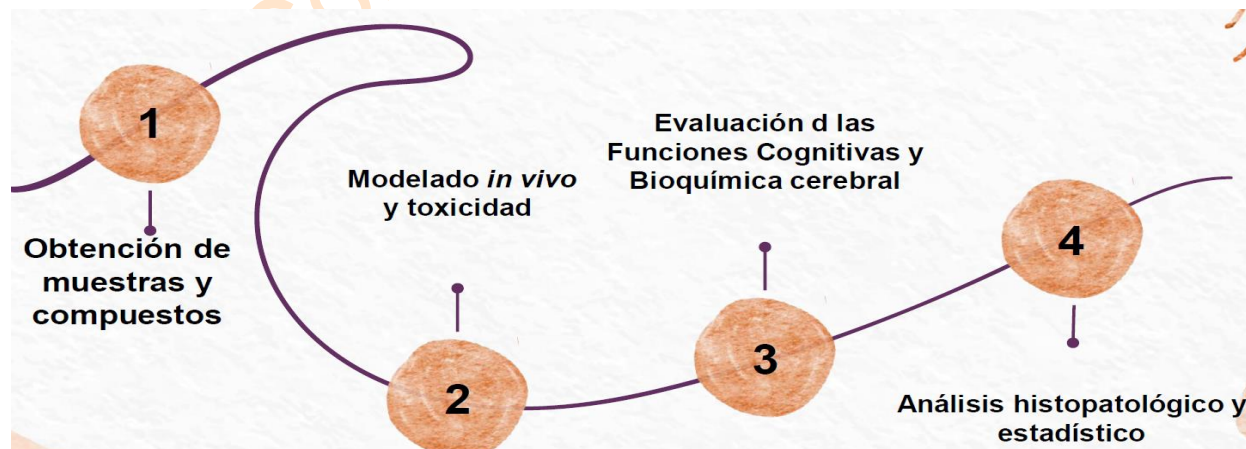 1
Obtención de
muestras y
compuestos
Modelado in vivo
y toxicidad
2
Evaluación d las
Funciones Cognitivas y
Bioquímica cerebral
3
4
Análisis histopatológico y
estadístico